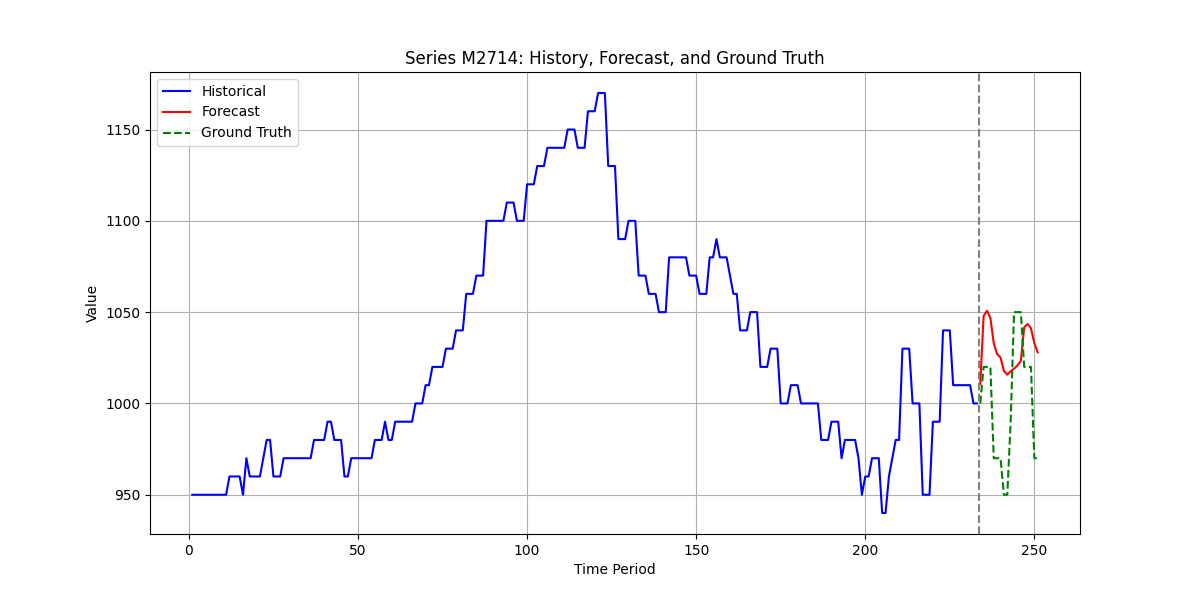 Series M2714: History, Forecast, and Ground Truth
Historical
Forecast
Ground Truth
1150
1100
1050
1000
950
Value
0 50 100 150 200 250
Time Period